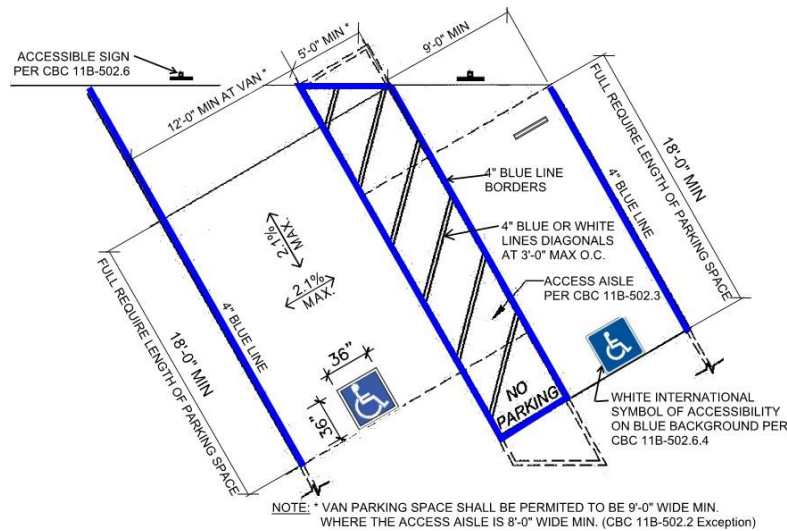 ACCESSIBLE SIGN
PER CBC 11B-502.6
5'-0" MIN *
9'-0" MIN
12'-0" MIN AT VAN *
FULL REQUIRE LENGTH OF PARKING SPACE
18'-0" MIN
4" BLUE LINE
BORDERS
4" BLUE LINE
4" BLUE OR WHITE
LINES DIAGONALS
AT 3'-0" MAX O.C.
2.1%
MAX.
2.1%
MAX.
ACCESS AISLE
PER CBC 11B-502.3
FULL REQUIRE LENGTH OF PARKING SPACE
18'-0" MIN
4" BLUE LINE
36"
36"
NO
PARKING
WHITE INTERNATIONAL
SYMBOL OF ACCESSIBILITY
ON BLUE BACKGROUND PER
CBC 11B-502.6.4
NOTE: * VAN PARKING SPACE SHALL BE PERMITED TO BE 9'-0" WIDE MIN.
WHERE THE ACCESS AISLE IS 8'-0" WIDE MIN. (CBC 11B-502.2 Exception)